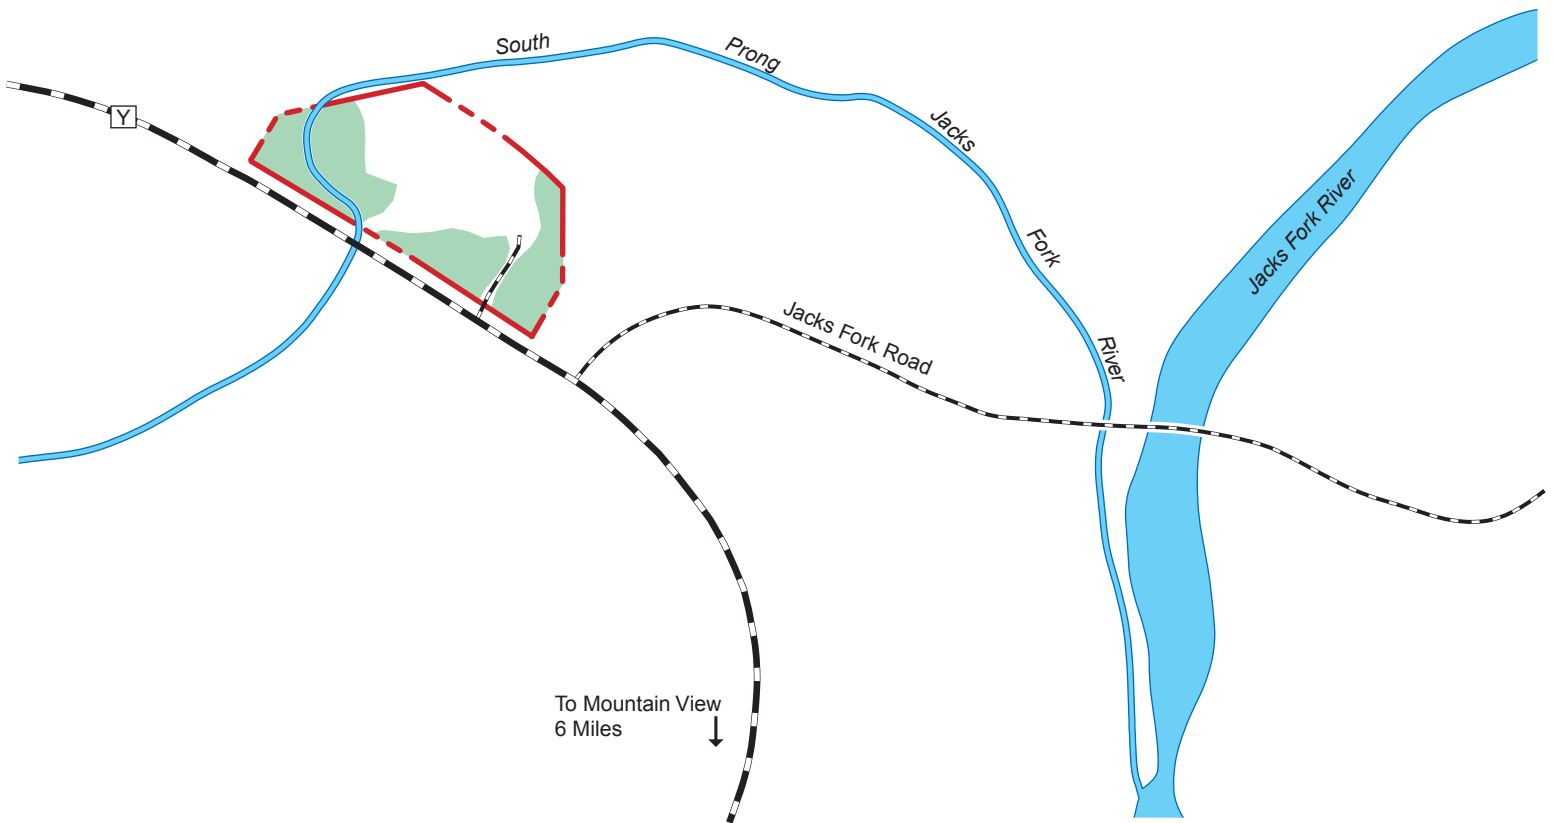 South
Prong
Jacks
Fork
River
Y
Jacks Fork River
Jacks Fork Road
To Mountain View
6 Miles